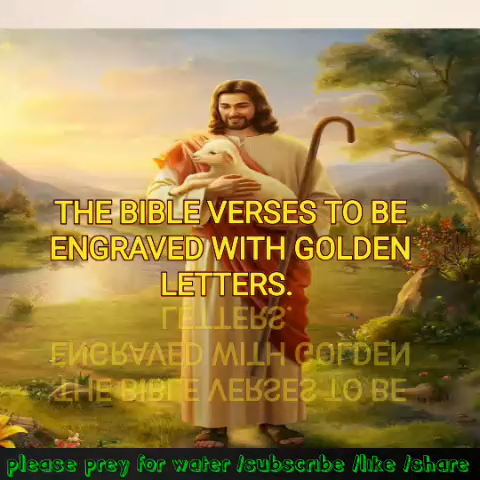 THE BIBLE VERSES TO BE
ENGRAVED WITH GOLDEN
LETTERS.
please prey for water /subscribe /like /share